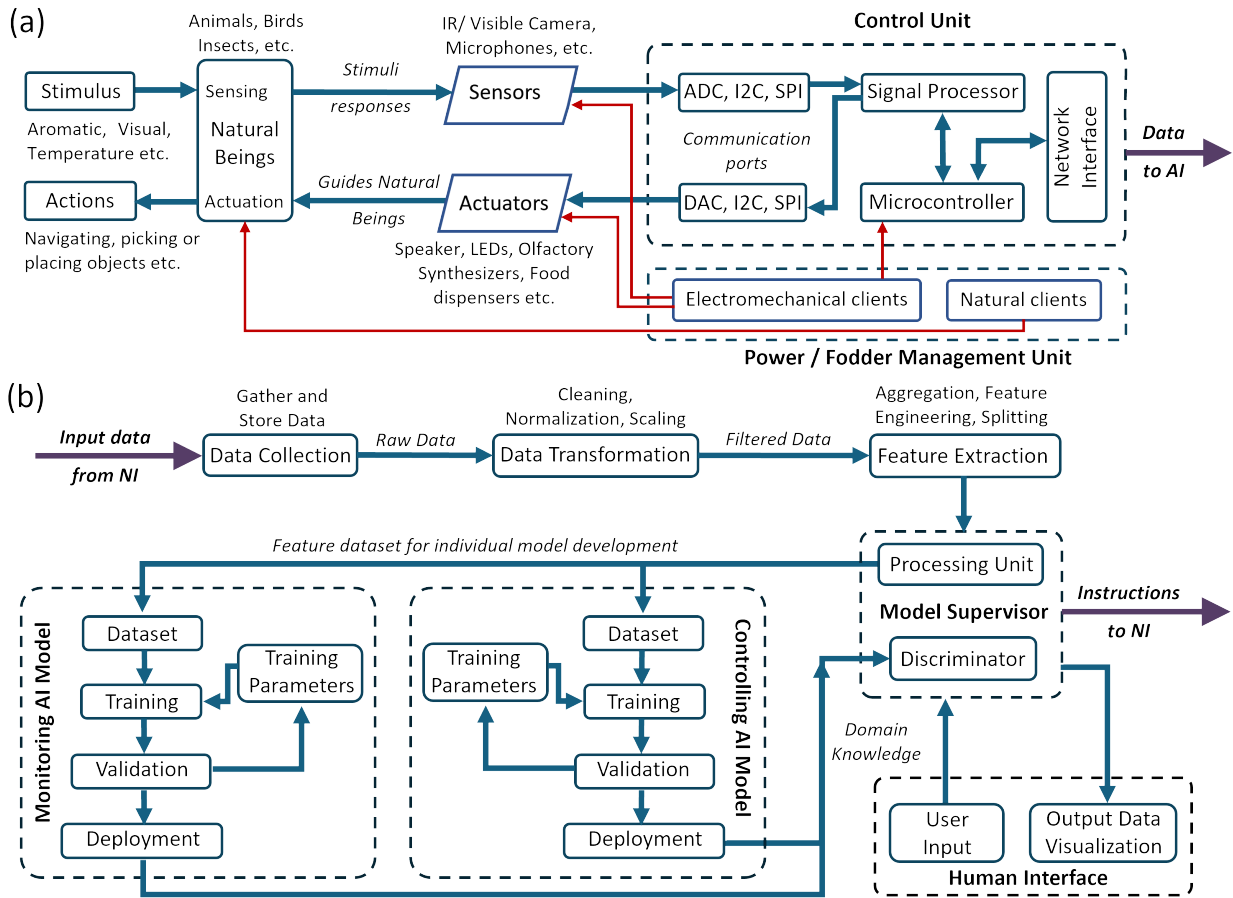 (a)
Animals, Birds
Insects, etc.
IR/ Visible Camera,
Microphones, etc.
Control Unit
Stimulus
Sensing
Stimuli
responses
Sensors
ADC, I2C, SPI
Signal Processor
Aromatic, Visual,
Temperature etc.
Natural
Beings
Communication
ports
Network
Interface
Data
to AI
Actions
Actuation
Guides Natural
Beings
Actuators
DAC, I2C, SPI
Microcontroller
Navigating, picking or
placing objects etc.
Speaker, LEDs, Olfactory
Synthesizers, Food
dispensers etc.
Electromechanical clients
Natural clients
Power / Fodder Management Unit
(b)
Gather and
Store Data
Cleaning,
Normalization, Scaling
Aggregation, Feature
Engineering, Splitting
Input data
from NI
Data Collection
Raw Data
Data Transformation
Filtered Data
Feature Extraction
Feature dataset for individual model development
Processing Unit
Model Supervisor
Discriminator
Instructions
to NI
Monitoring AI Model
Dataset
Training
Training
Parameters
Validation
Deployment
Controlling AI Model
Dataset
Training
Parameters
Training
Validation
Deployment
Domain
Knowledge
User
Input
Output Data
Visualization
Human Interface